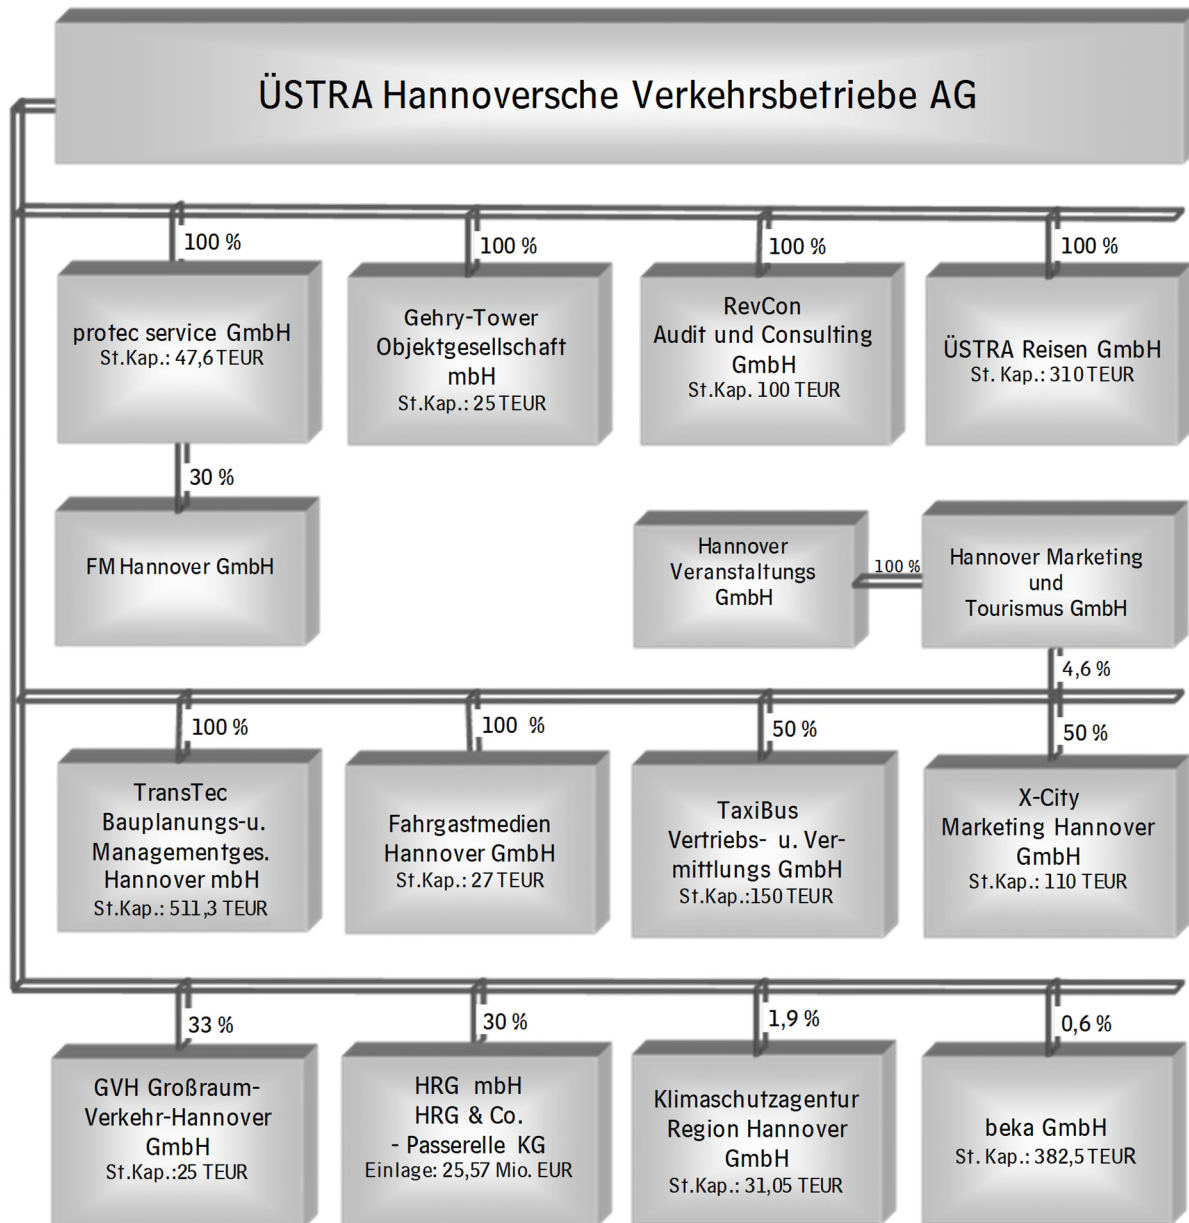 ÜSTRA Hannoversche Verkehrsbetriebe AG
100 %
100 %
100 %
100 %
protec service GmbH
St.Kap.: 47,6 TEUR
Gehry-Tower
Objektgesellschaft
mbH
St.Kap.: 25 TEUR
RevCon
Audit und Consulting
GmbH
St.Kap. 100 TEUR
ÜSTRA Reisen GmbH
St. Kap.: 310 TEUR
30 %
FM Hannover GmbH
Hannover
Veranstaltungs
GmbH
100 %
Hannover Marketing
und
Tourismus GmbH
4,6 %
100 %
100 %
50 %
50 %
TransTec
Bauplanungs-u.
Managementges.
Hannover mbH
St.Kap.: 511,3 TEUR
Fahrgastmedien
Hannover GmbH
St.Kap.: 27 TEUR
TaxiBus
Vertriebs- u. Ver-
mittlungs GmbH
St.Kap.:150 TEUR
X-City
Marketing Hannover
GmbH
St.Kap.: 110 TEUR
33 %
30 %
1,9 %
0,6 %
GVH Großraum-
Verkehr-Hannover
GmbH
St.Kap.:25 TEUR
HRG mbH
HRG & Co.
- Passerelle KG
Einlage: 25,57 Mio. EUR
Klimaschutzagentur
Region Hannover
GmbH
St.Kap.: 31,05 TEUR
beka GmbH
St. Kap.: 382,5 TEUR